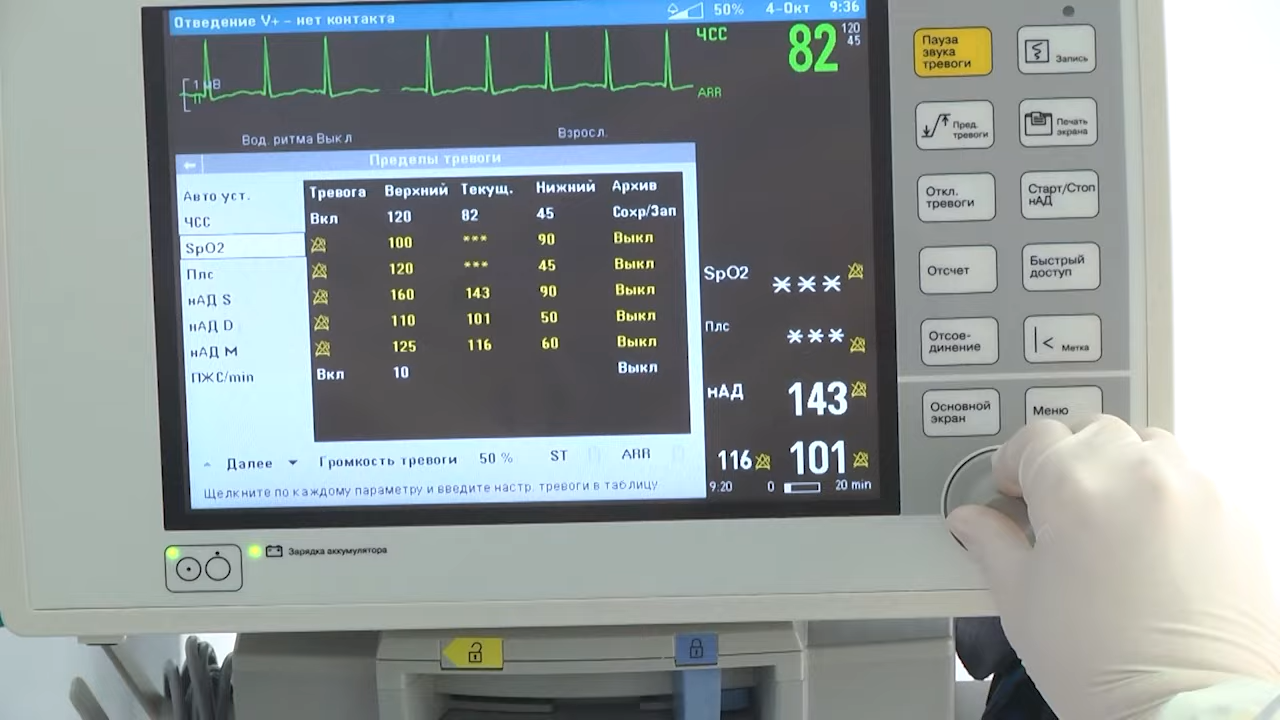 Отведение V+ - нет контакта 50% 4-Окт 9:36
1 мВ
ЧСС 82 120
45
ARR
Вод. ритма Выкл Взросл.
Пределы тревоги
Тревога Верхний Текущ. Нижний Архив
Авто уст.
ЧСС Вкл 120 82 45 Сохр/Зап
SpO2 100 *** 90 Выкл
Плс 120 *** 45 Выкл
нАД S 160 143 90 Выкл
нАД D 110 101 50 Выкл
нАД M 125 116 60 Выкл
ПЖС/min Вкл 10 Выкл
Далее Громкость тревоги 50 % ST ARR
Щелкните по каждому параметру и введите настр. тревоги в таблицу.
SpO2 ***
Плс ***
нАД 143
116 101
9:20 0 20 min
Пауза звука тревоги
Запись
Пред. тревоги
Печать экрана
Откл. тревоги
Старт/Стоп нАД
Отсчет
Быстрый доступ
Отсое-
динение
Метка
Основной экран
Меню
Зарядка аккумулятора